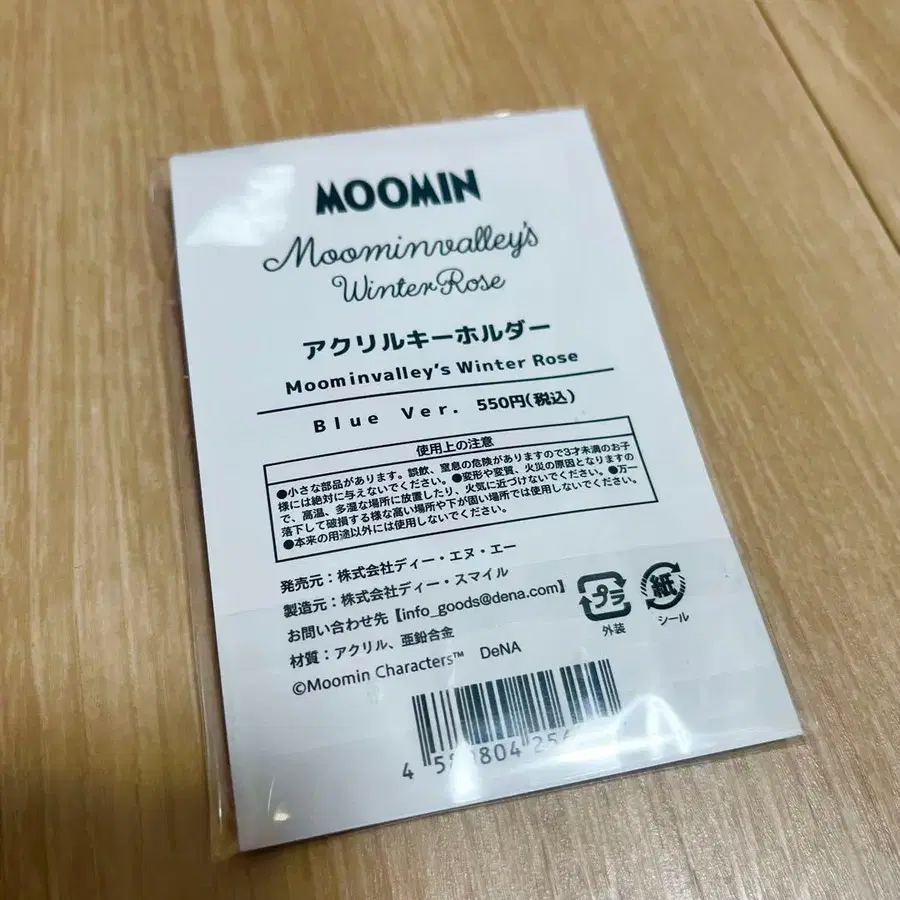 MOOMIN
Moominvalley's
Winter Rose
アクリルキーホルダー
Moominvalley's Winter Rose
Blue Ver. 550円(税込)
使用上の注意
●小さな部品があります。誤飲、窒息の危険がありますので3才未満のお子
様には絶対に与えないでください。●変形や変質、火災の原因となりますの
で、高温、多湿な場所に放置したり、火気に近づけないでください。●万一
落下して破損する様な高い場所や下が固い場所では使用しないでください。
●本来の用途以外には使用しないでください。
発売元:株式会社ディー・エヌ・エー
製造元:株式会社ディー・スマイル
お問い合わせ先【info_goods@dena.com】
材質:アクリル、亜鉛合金
プラ
外装
紙
シール
©Moomin Characters™ DeNA